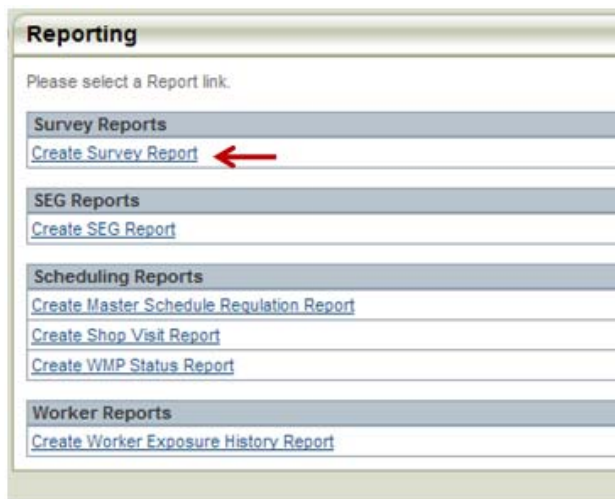 Reporting
Please select a Report link.
Survey Reports
Create Survey Report
SEG Reports
Create SEG Report
Scheduling Reports
Create Master Schedule Regulation Report
Create Shop Visit Report
Create WMP Status Report
Worker Reports
Create Worker Exposure History Report